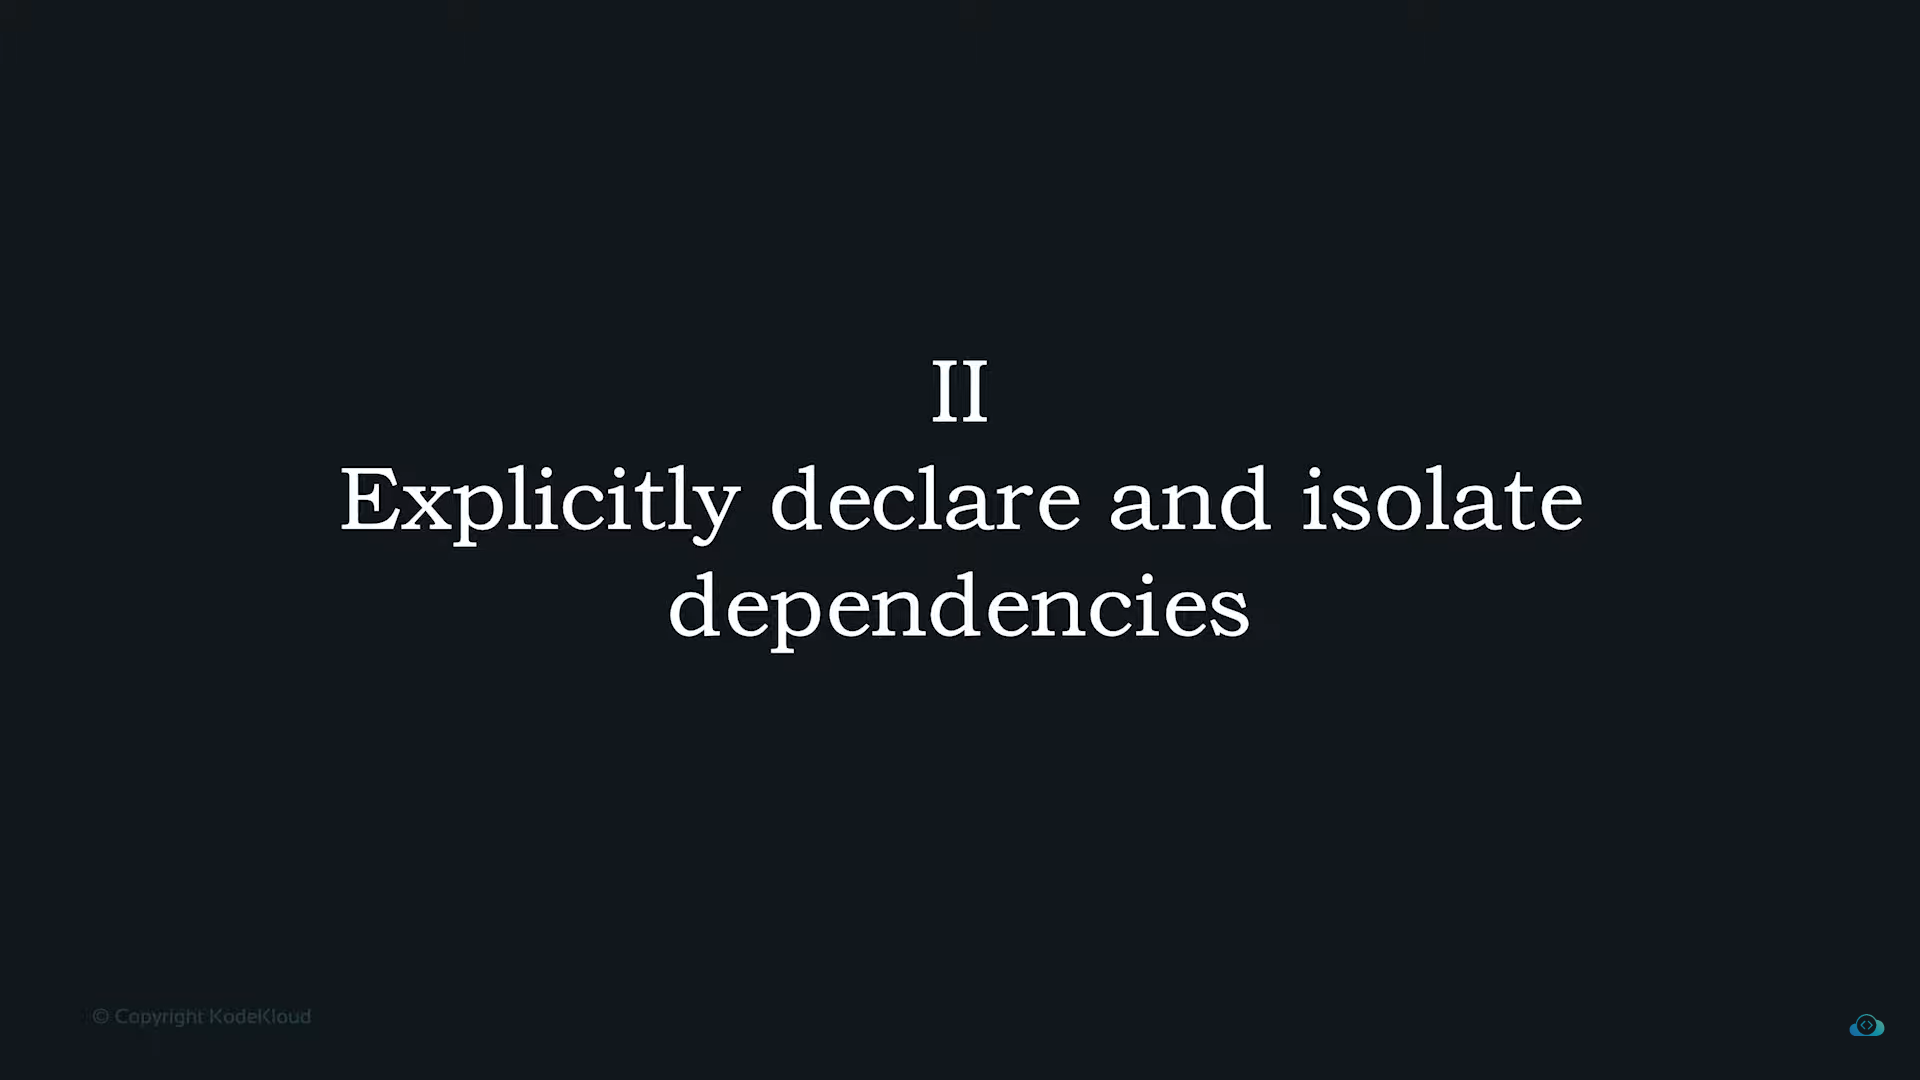 II
Explicitly declare and isolate
dependencies
© Copyright KodeKloud